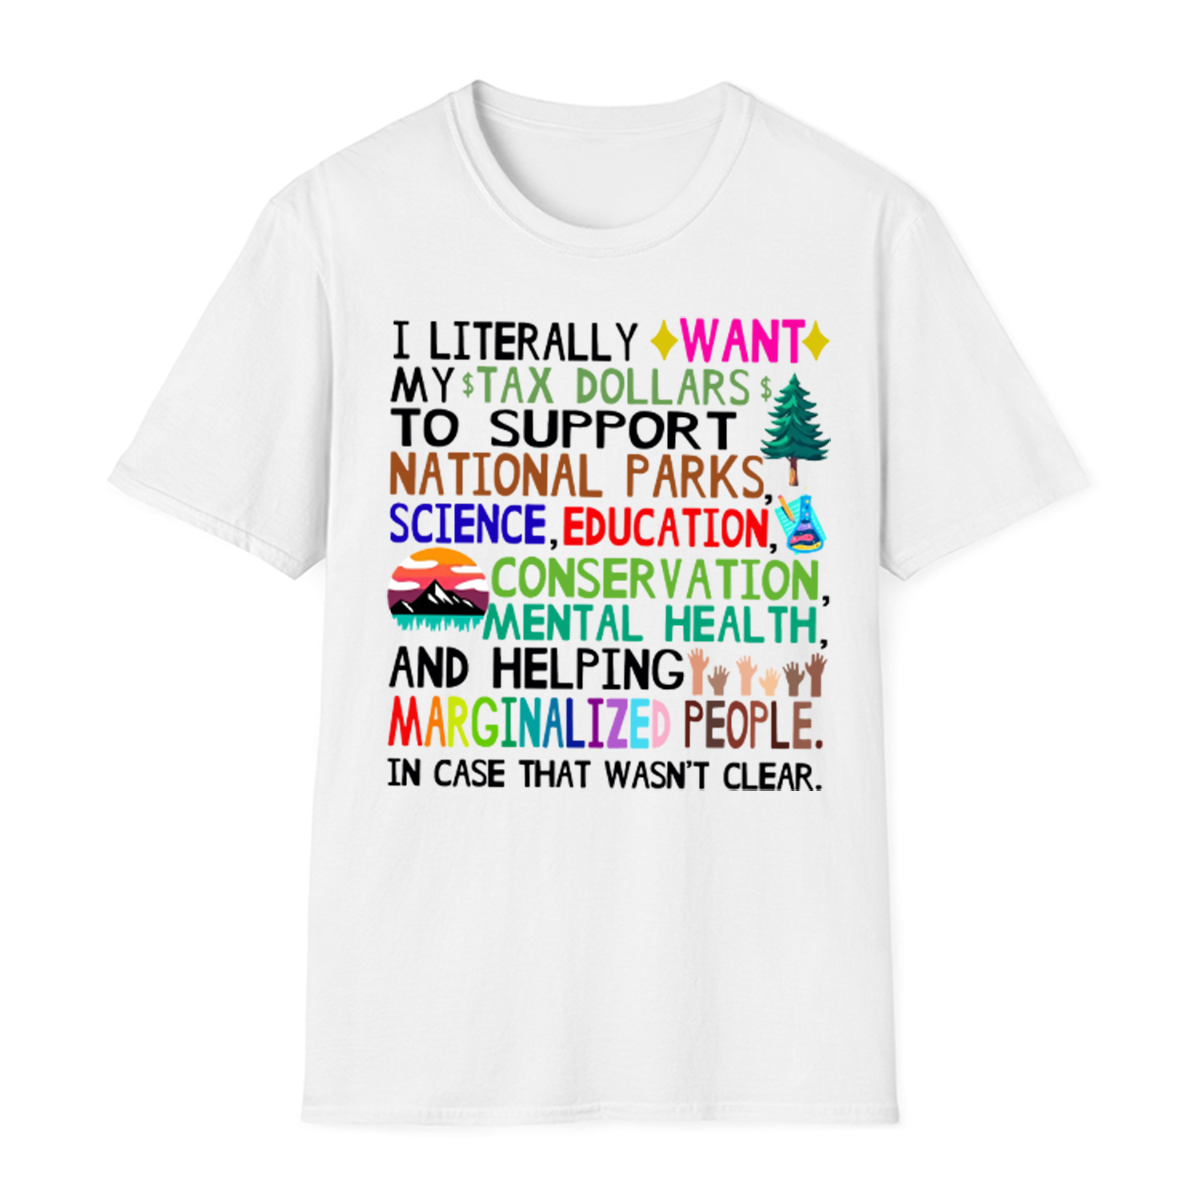 I LITERALLY WANT
MY $TAX DOLLARS $
TO SUPPORT
NATIONAL PARKS,
SCIENCE, EDUCATION,
CONSERVATION,
MENTAL HEALTH,
AND HELPING
MARGINALIZED PEOPLE.
IN CASE THAT WASN'T CLEAR.